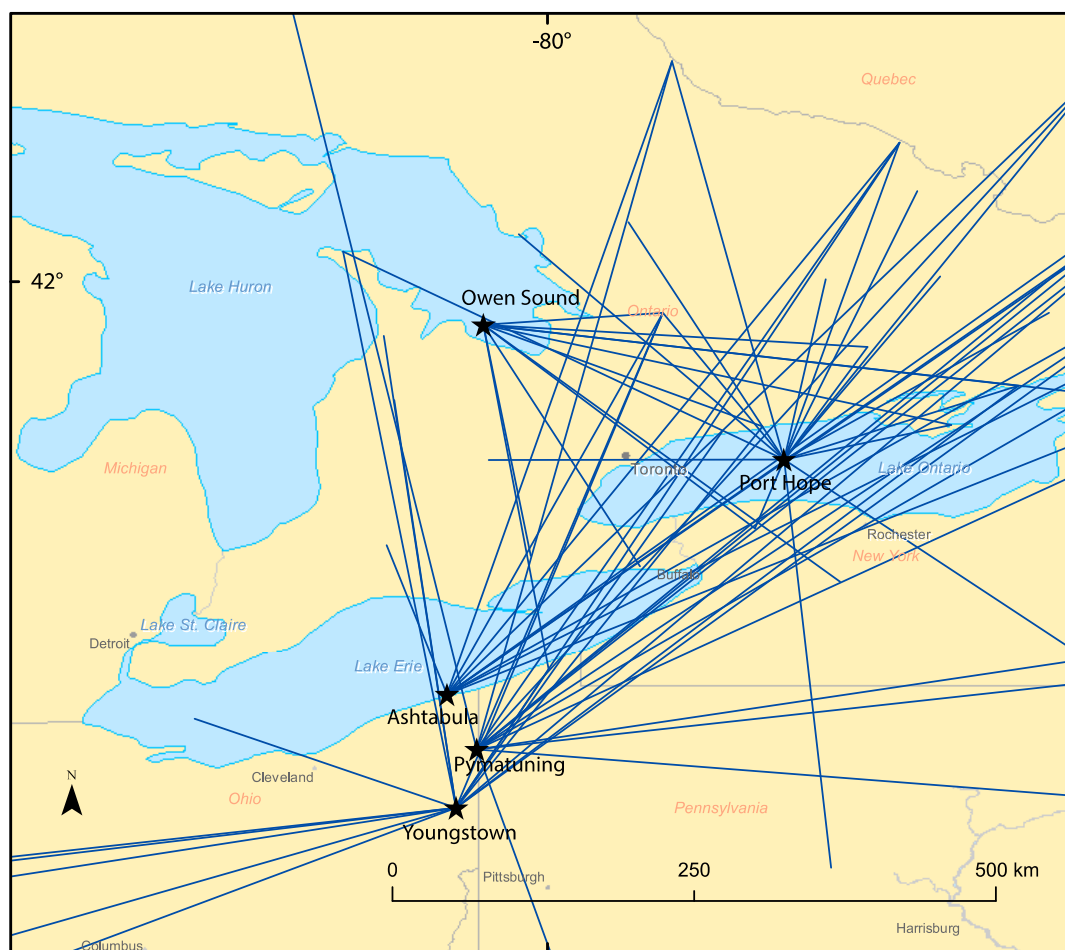 -80°
Quebec
42°
Lake Huron
Owen Sound
Ontario
Michigan
Toronto
Lake Ontario
Port Hope
Rochester
New York
Buffalo
Lake St. Claire
Detroit
Lake Erie
Ashtabula
Pymatuning
Cleveland
N
Ohio
Pennsylvania
Youngstown
0 250 500 km
Pittsburgh
Harrisburg
Columbus